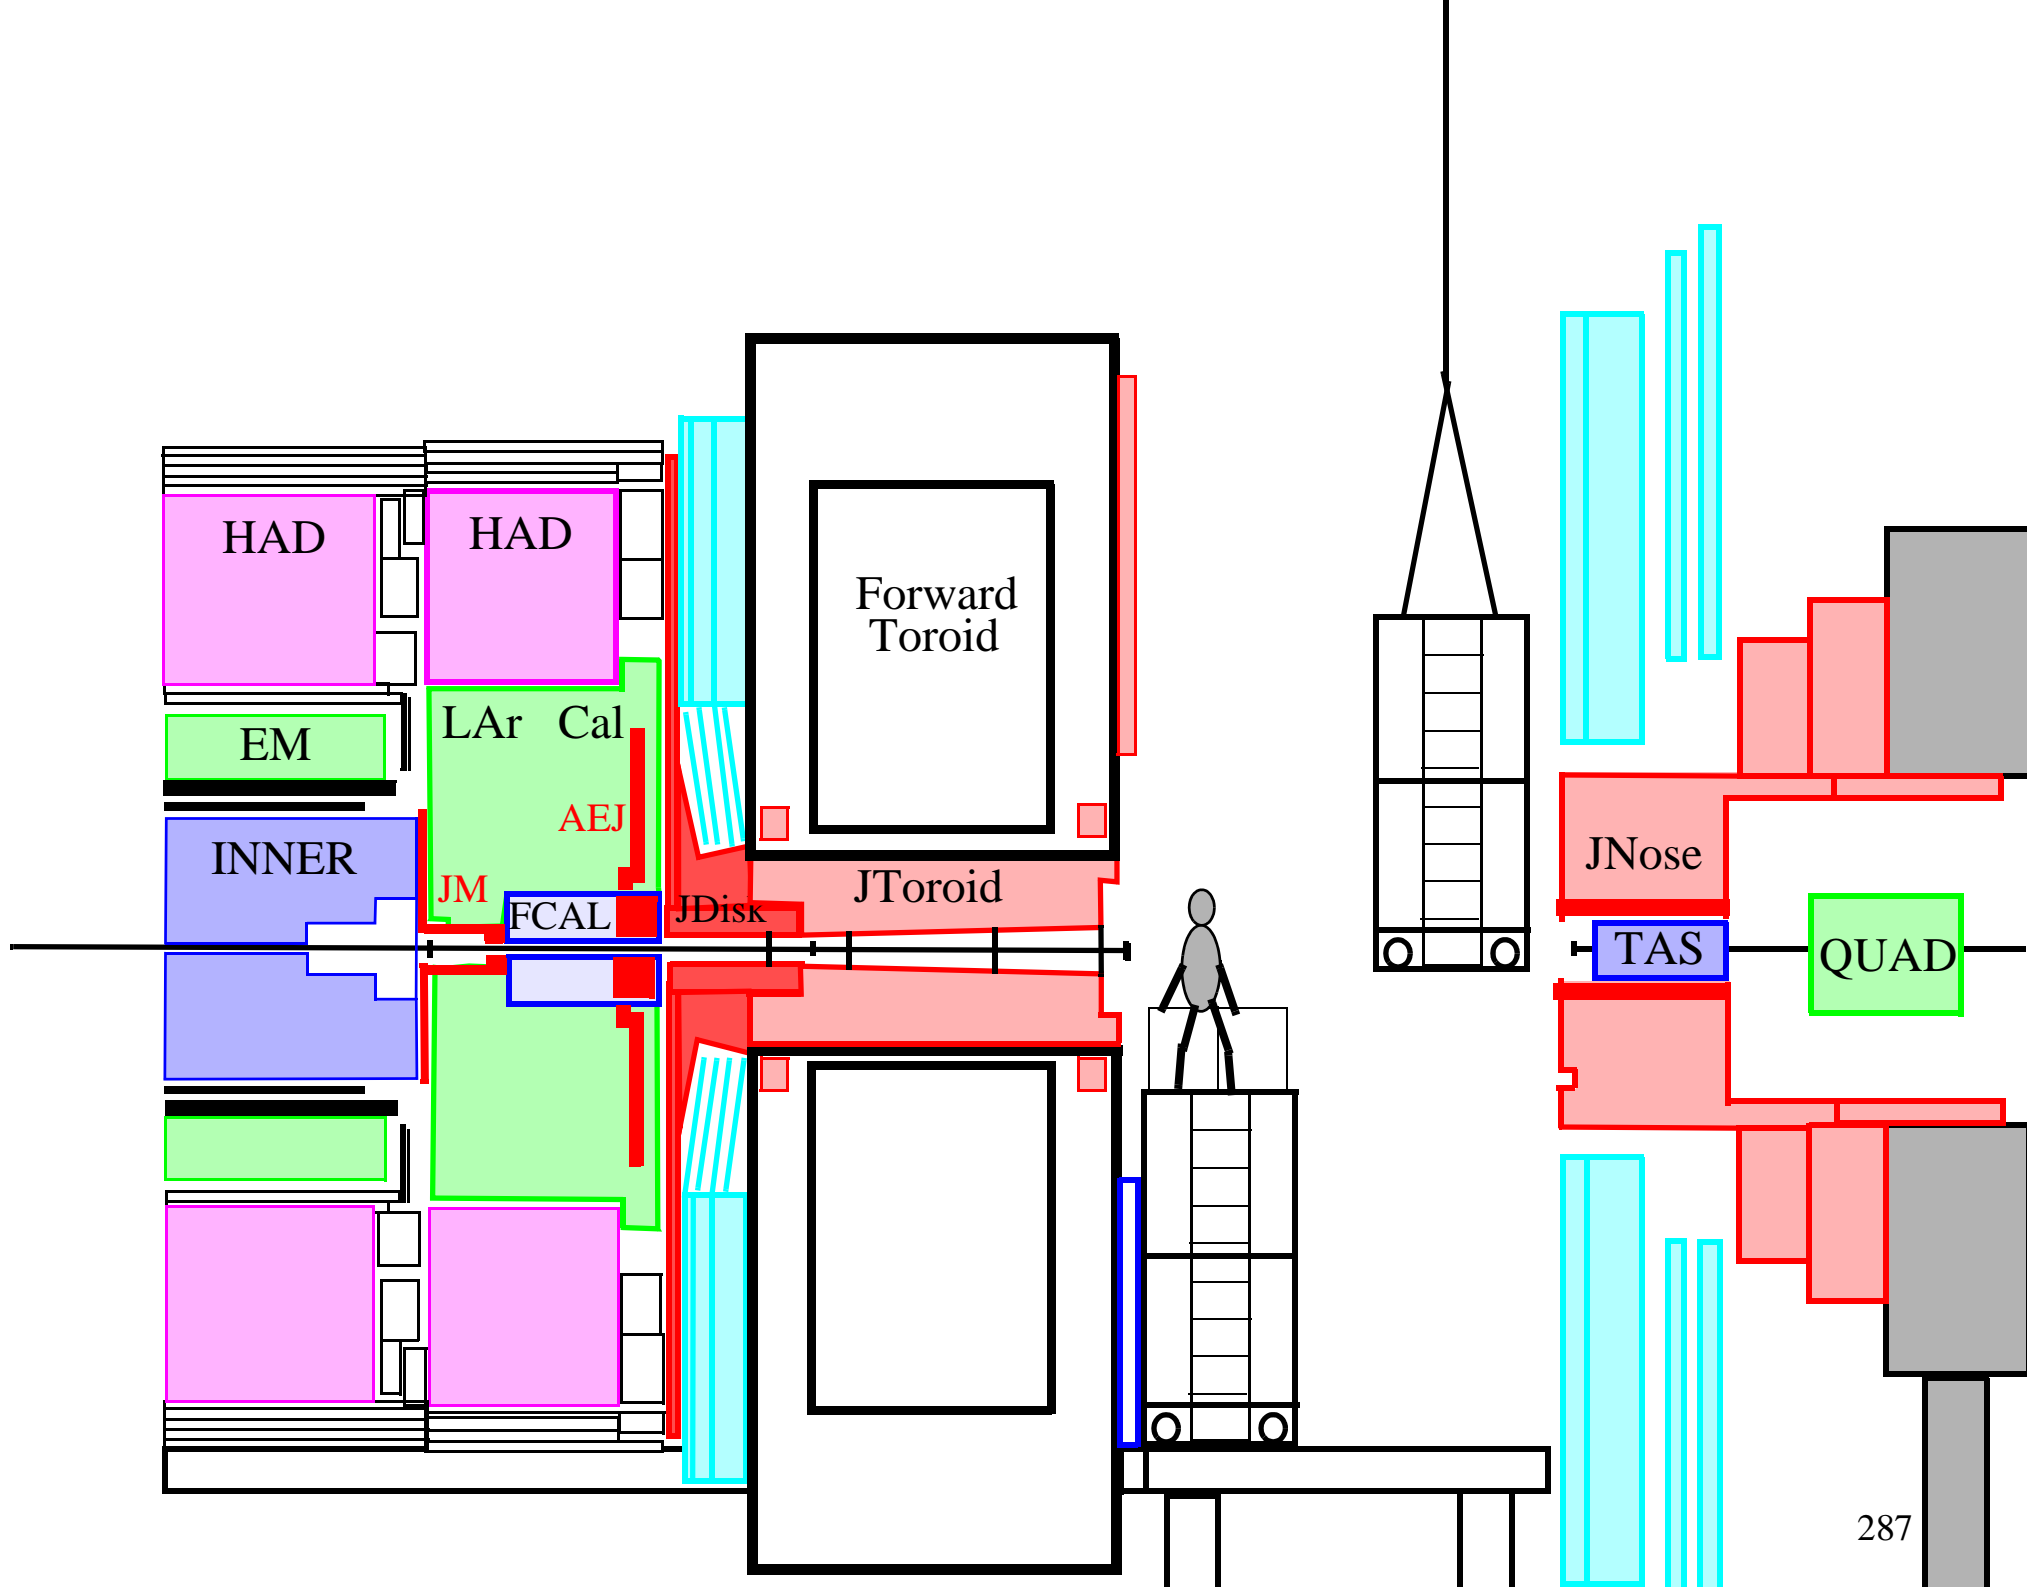 HAD
HAD
Forward
Toroid
LAr Cal
EM
AEJ
INNER
JM
FCAL
JDisk
JToroid
JNose
TAS
QUAD
287